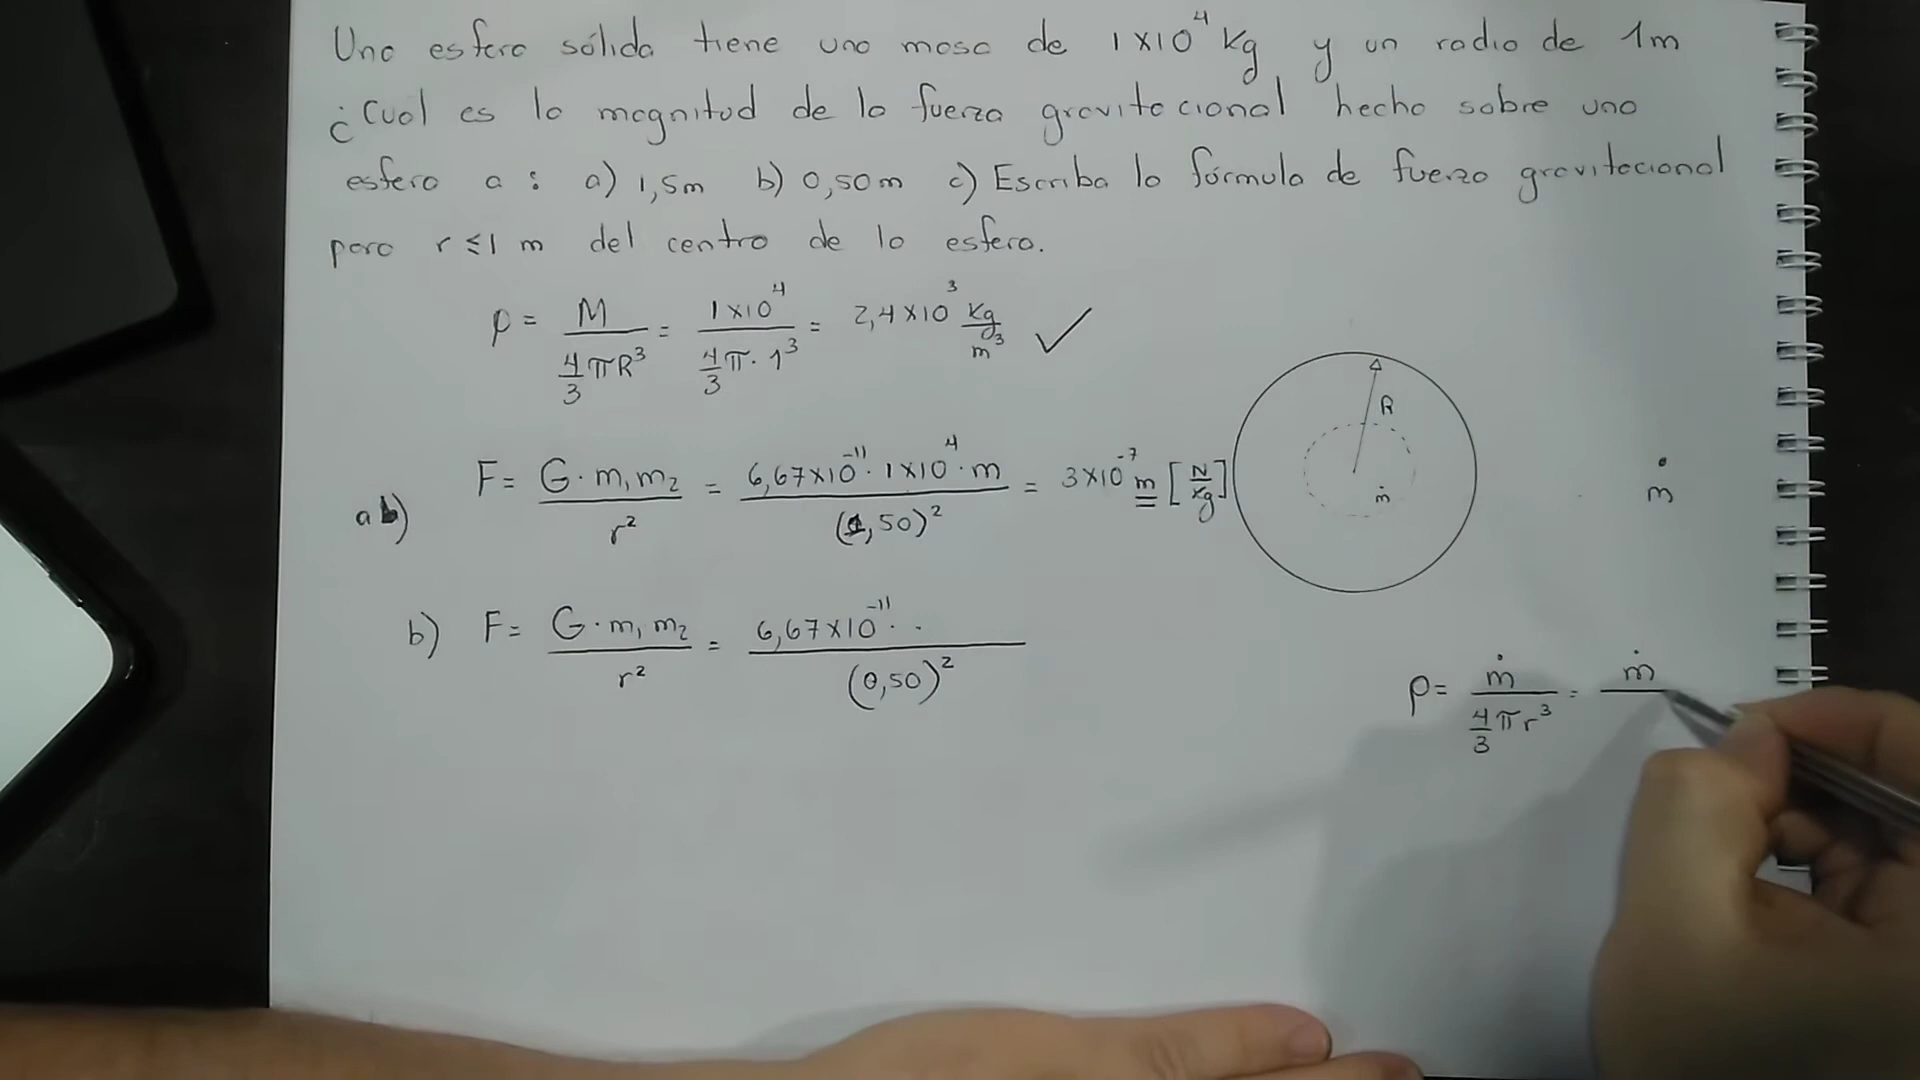 Una esfera sólida tiene una masa de 1×10⁴ Kg y un radio de 1m
¿Cual es la magnitud de la fuerza gravitacional hecha sobre una
esfera a : a) 1,5m b) 0,50m c) Escriba la fórmula de fuerza gravitacional
para r ≤ 1 m del centro de la esfera.
ρ = M / (4/3 πR³) = 1×10⁴ / (4/3 π · 1³) = 2,4×10³ Kg/m³ ✓
R
m
a) F = G·m₁m₂ / r² = 6,67×10⁻¹¹ · 1×10⁴ · m / (1,50)² = 3×10⁻⁷ m [N/Kg]
m
b) F = G·m₁m₂ / r² = 6,67×10⁻¹¹ · · / (0,50)²
ρ = ṁ / (4/3 πr³) = ṁ